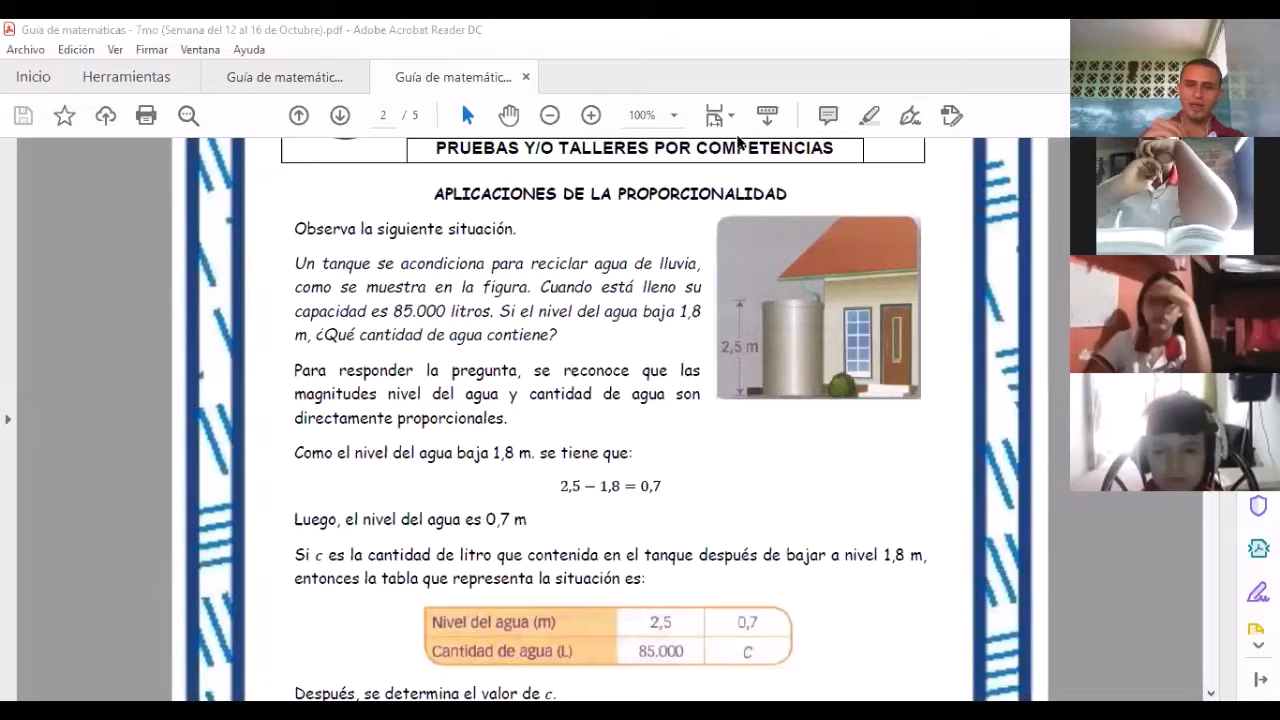 Guía de matemáticas - 7mo (Semana del 12 al 16 de Octubre).pdf - Adobe Acrobat Reader DC
Archivo Edición Ver Firmar Ventana Ayuda
Inicio Herramientas Guía de matemátic... Guía de matemátic... ×
2 / 5 100%
PRUEBAS Y/O TALLERES POR COMPETENCIAS
APLICACIONES DE LA PROPORCIONALIDAD
Observa la siguiente situación.
Un tanque se acondiciona para reciclar agua de lluvia,
como se muestra en la figura. Cuando está lleno su
capacidad es 85.000 litros. Si el nivel del agua baja 1,8
m, ¿Qué cantidad de agua contiene?
2,5 m
Para responder la pregunta, se reconoce que las
magnitudes nivel del agua y cantidad de agua son
directamente proporcionales.
Como el nivel del agua baja 1,8 m. se tiene que:
2,5 − 1,8 = 0,7
Luego, el nivel del agua es 0,7 m
Si c es la cantidad de litro que contenida en el tanque después de bajar a nivel 1,8 m,
entonces la tabla que representa la situación es:
Nivel del agua (m) 2,5 0,7
Cantidad de agua (L) 85.000 C
Después, se determina el valor de c.